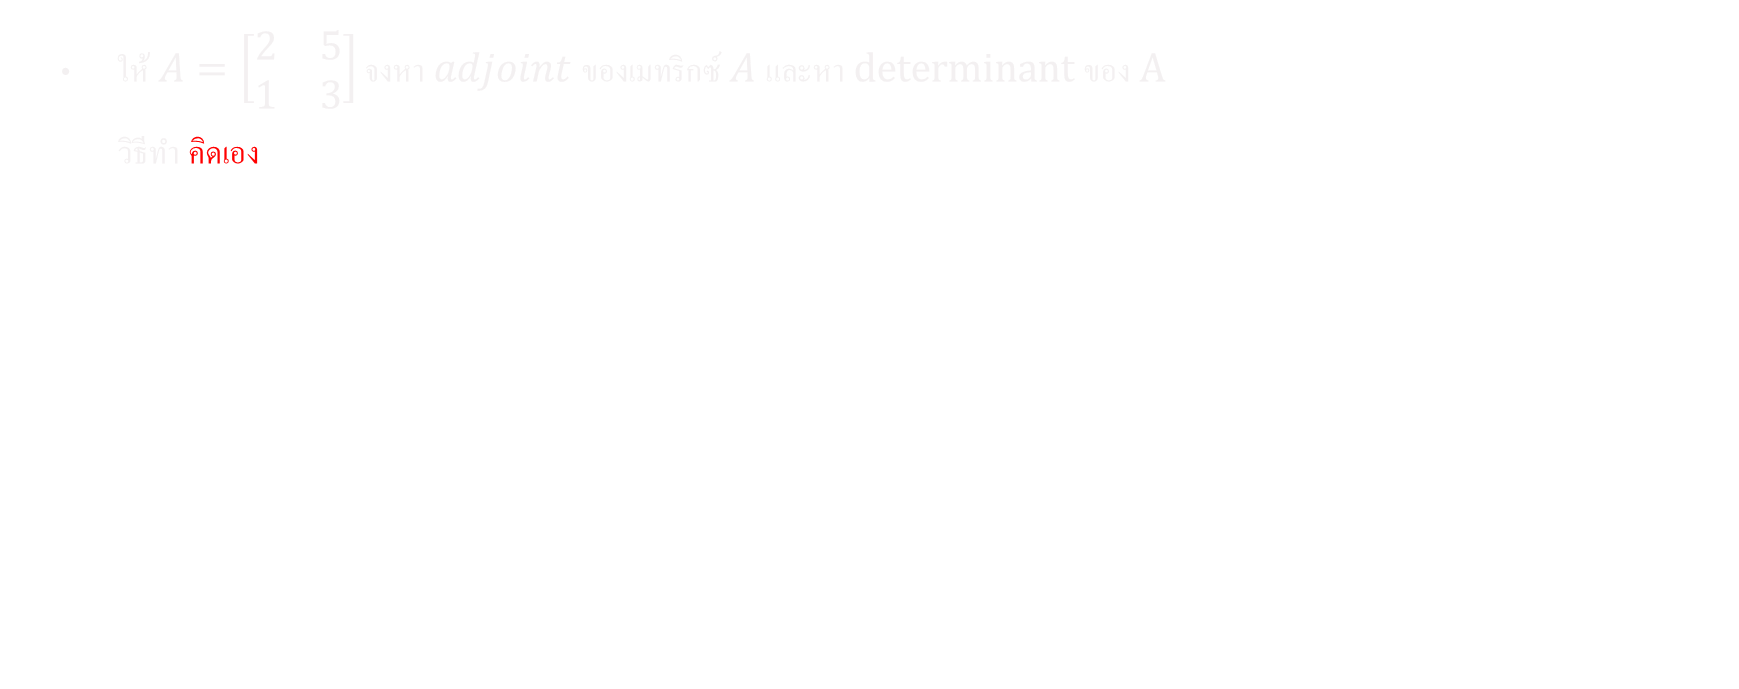 • ให้ A = [2 5 1 3] จงหา adjoint ของเมทริกซ์ A และหา determinant ของ A
วิธีทำ คิดเอง